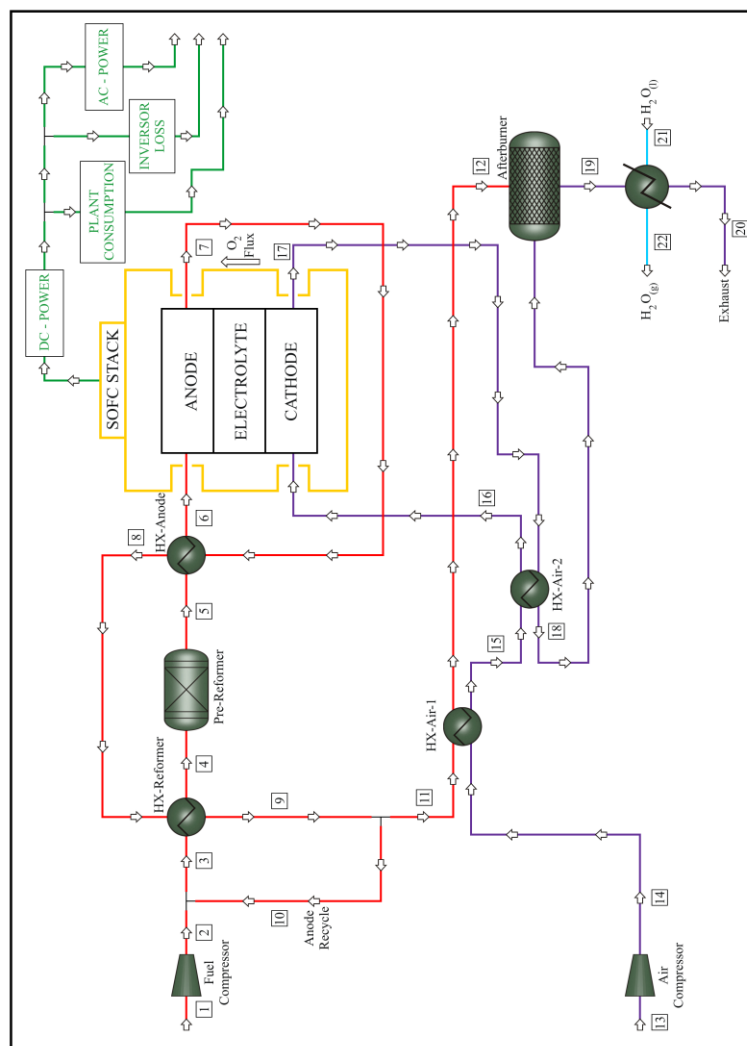 DC - POWER
PLANT
CONSUMPTION
INVERSOR
LOSS
AC - POWER
SOFC STACK
ANODE
ELECTROLYTE
CATHODE
O2
Flux
1
Fuel
Compressor
2
3
HX-Reformer
4
Pre-Reformer
5
HX-Anode
6
7
8
9
10
Anode
Recycle
11
HX-Air-1
12
Afterburner
13
Air
Compressor
14
15
HX-Air-2
16
17
18
19
20
Exhaust
21
H2O(l)
22
H2O(g)